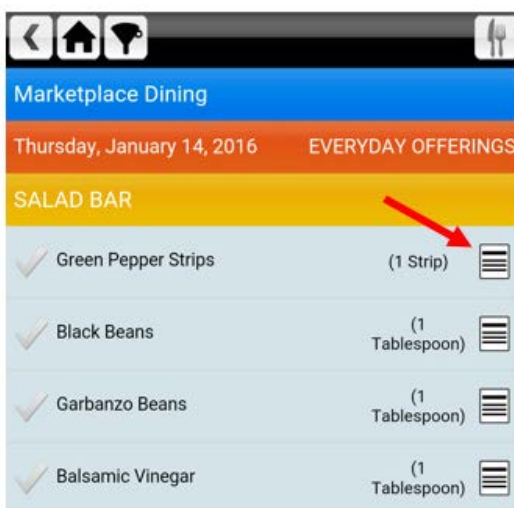 Marketplace Dining
Thursday, January 14, 2016 EVERYDAY OFFERINGS
SALAD BAR
Green Pepper Strips (1 Strip)
Black Beans (1
Tablespoon)
Garbanzo Beans (1
Tablespoon)
Balsamic Vinegar (1
Tablespoon)